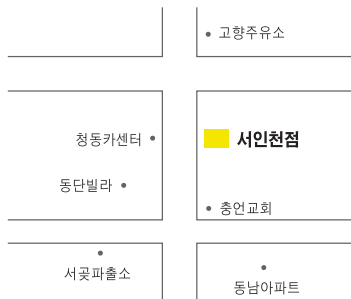 고향주유소
청동카센터
서인천점
동단빌라
충언교회
서곶파출소
동남아파트